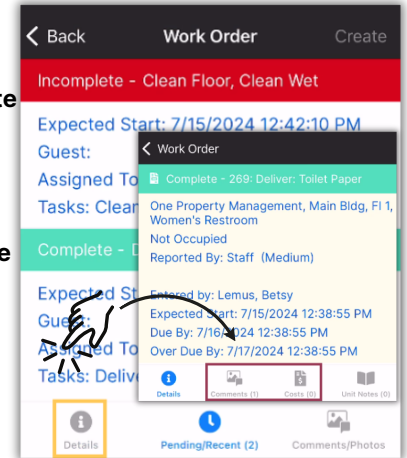 Back Work Order Create
te
Incomplete - Clean Floor, Clean Wet
Expected Start: 7/15/2024 12:42:10 PM
Guest:
Assigned To
Tasks: Clean
e
Complete - D
Expected St
Guest:
Assigned To
Tasks: Deliv
Details
Pending/Recent (2)
Comments/Photos
Work Order
Complete - 269: Deliver: Toilet Paper
One Property Management, Main Bldg, Fl 1,
Women's Restroom
Not Occupied
Reported By: Staff (Medium)
Entered by: Lemus, Betsy
Expected Start: 7/15/2024 12:38:55 PM
Due By: 7/16/2024 12:38:55 PM
Over Due By: 7/17/2024 12:38:55 PM
Details
Comments (1)
Costs (0)
Unit Notes (0)